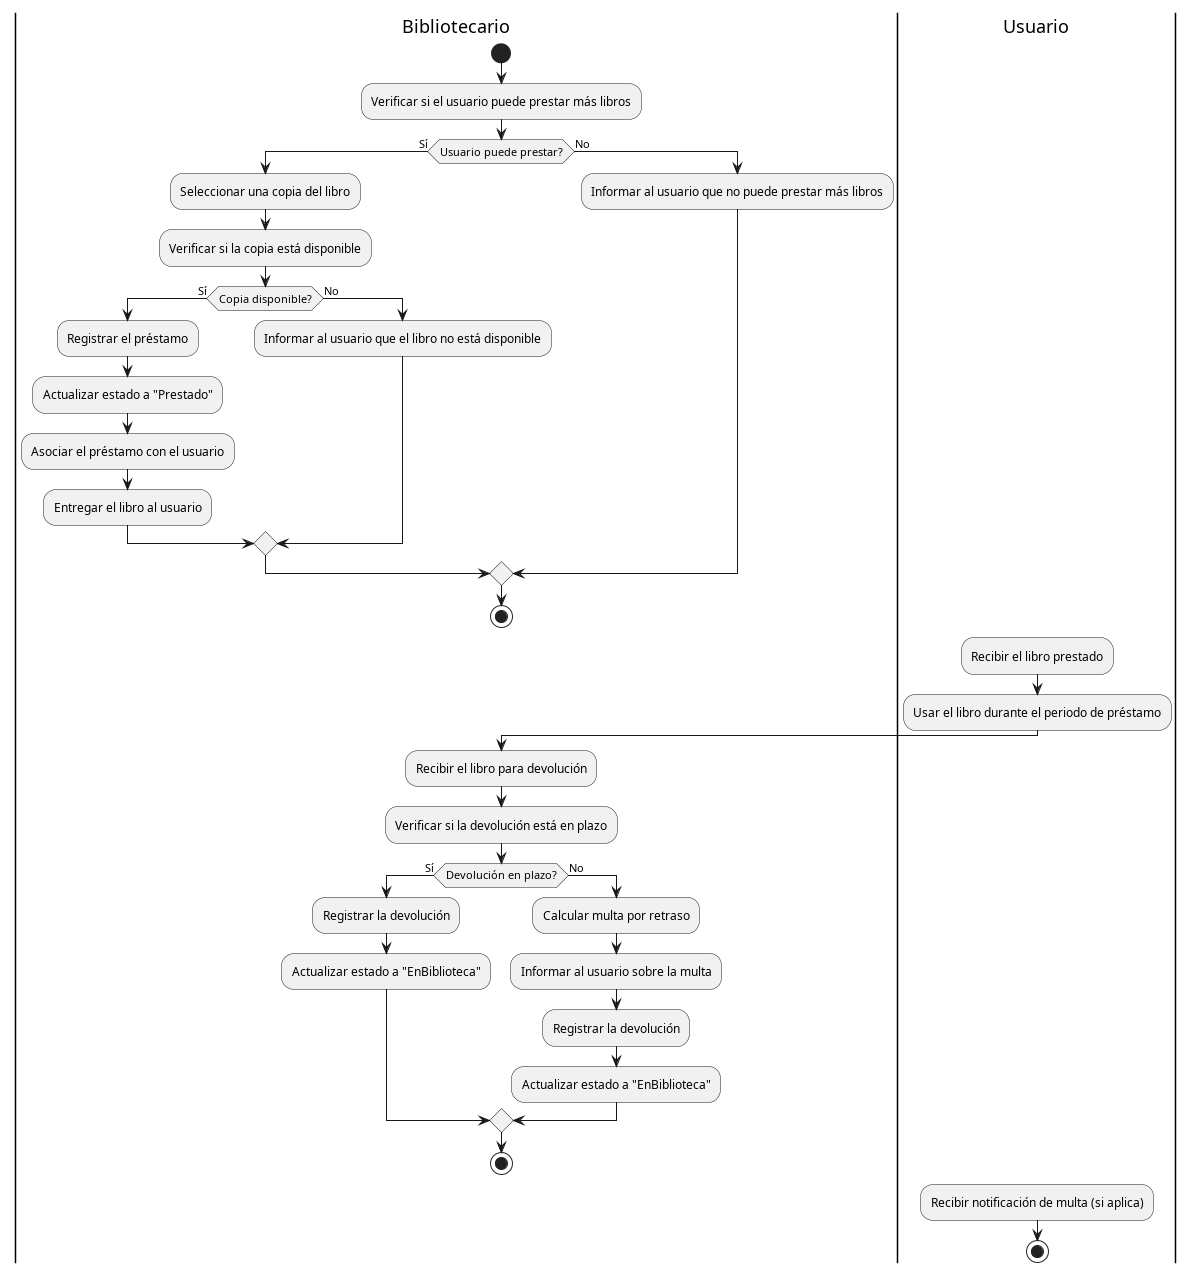 Bibliotecario
Usuario
Verificar si el usuario puede prestar más libros
Sí
Usuario puede prestar?
No
Seleccionar una copia del libro
Informar al usuario que no puede prestar más libros
Verificar si la copia está disponible
Sí
Copia disponible?
No
Registrar el préstamo
Informar al usuario que el libro no está disponible
Actualizar estado a "Prestado"
Asociar el préstamo con el usuario
Entregar el libro al usuario
Recibir el libro prestado
Usar el libro durante el periodo de préstamo
Recibir el libro para devolución
Verificar si la devolución está en plazo
Sí
Devolución en plazo?
No
Registrar la devolución
Calcular multa por retraso
Actualizar estado a "EnBiblioteca"
Informar al usuario sobre la multa
Registrar la devolución
Actualizar estado a "EnBiblioteca"
Recibir notificación de multa (si aplica)